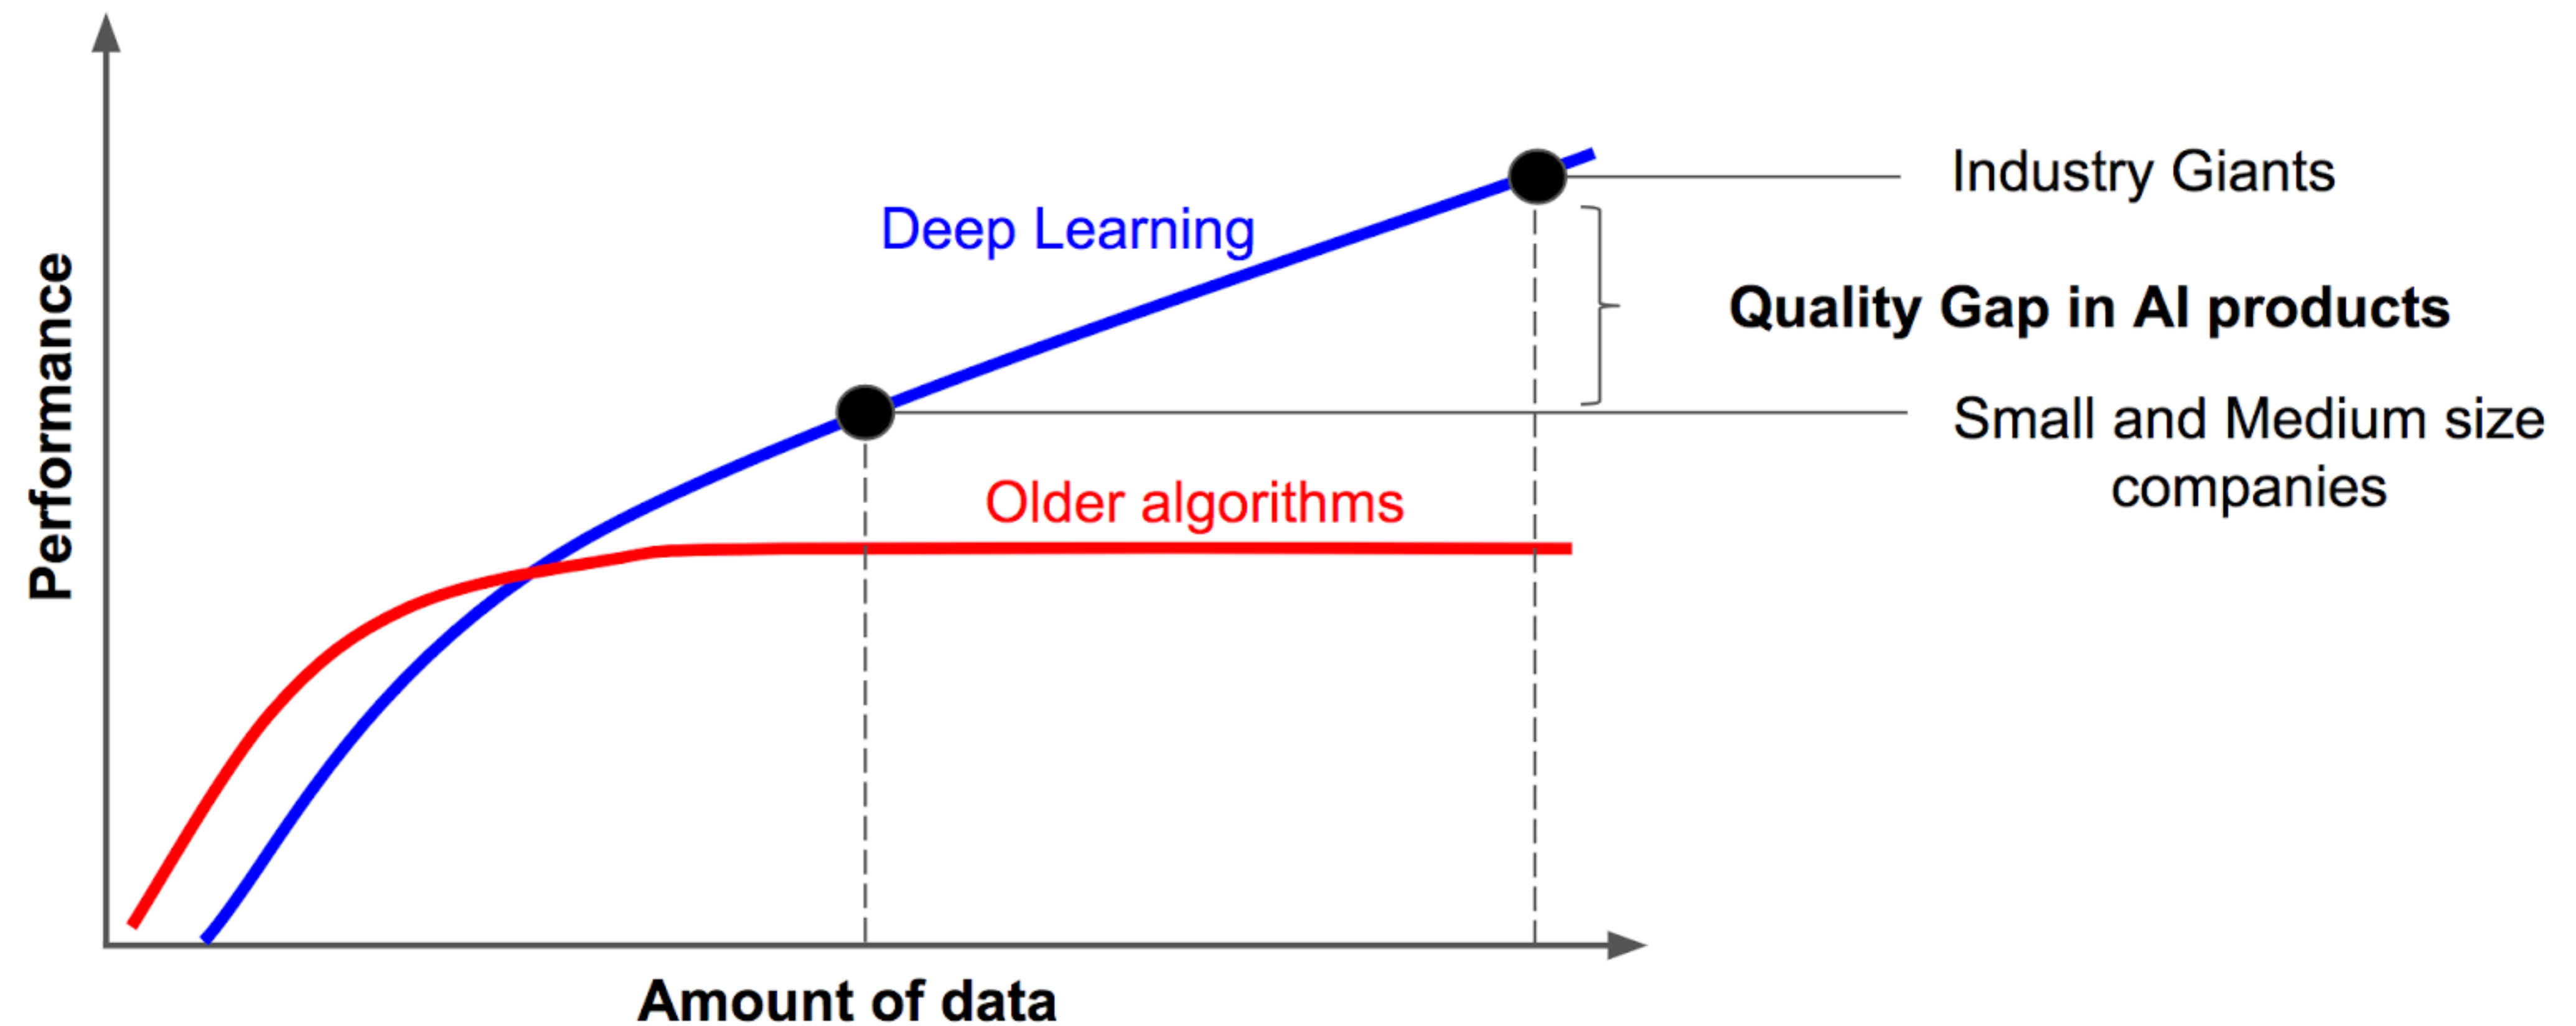 Industry Giants
Deep Learning
Quality Gap in AI products
Performance
Small and Medium size
companies
Older algorithms
Amount of data